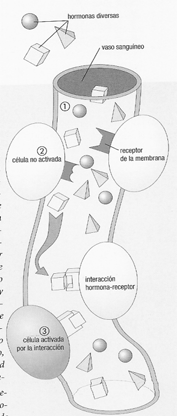 hormonas diversas
vaso sanguíneo
1
2
célula no activada
receptor
de la membrana
interacción
hormona-receptor
3
célula activada
por la interacción